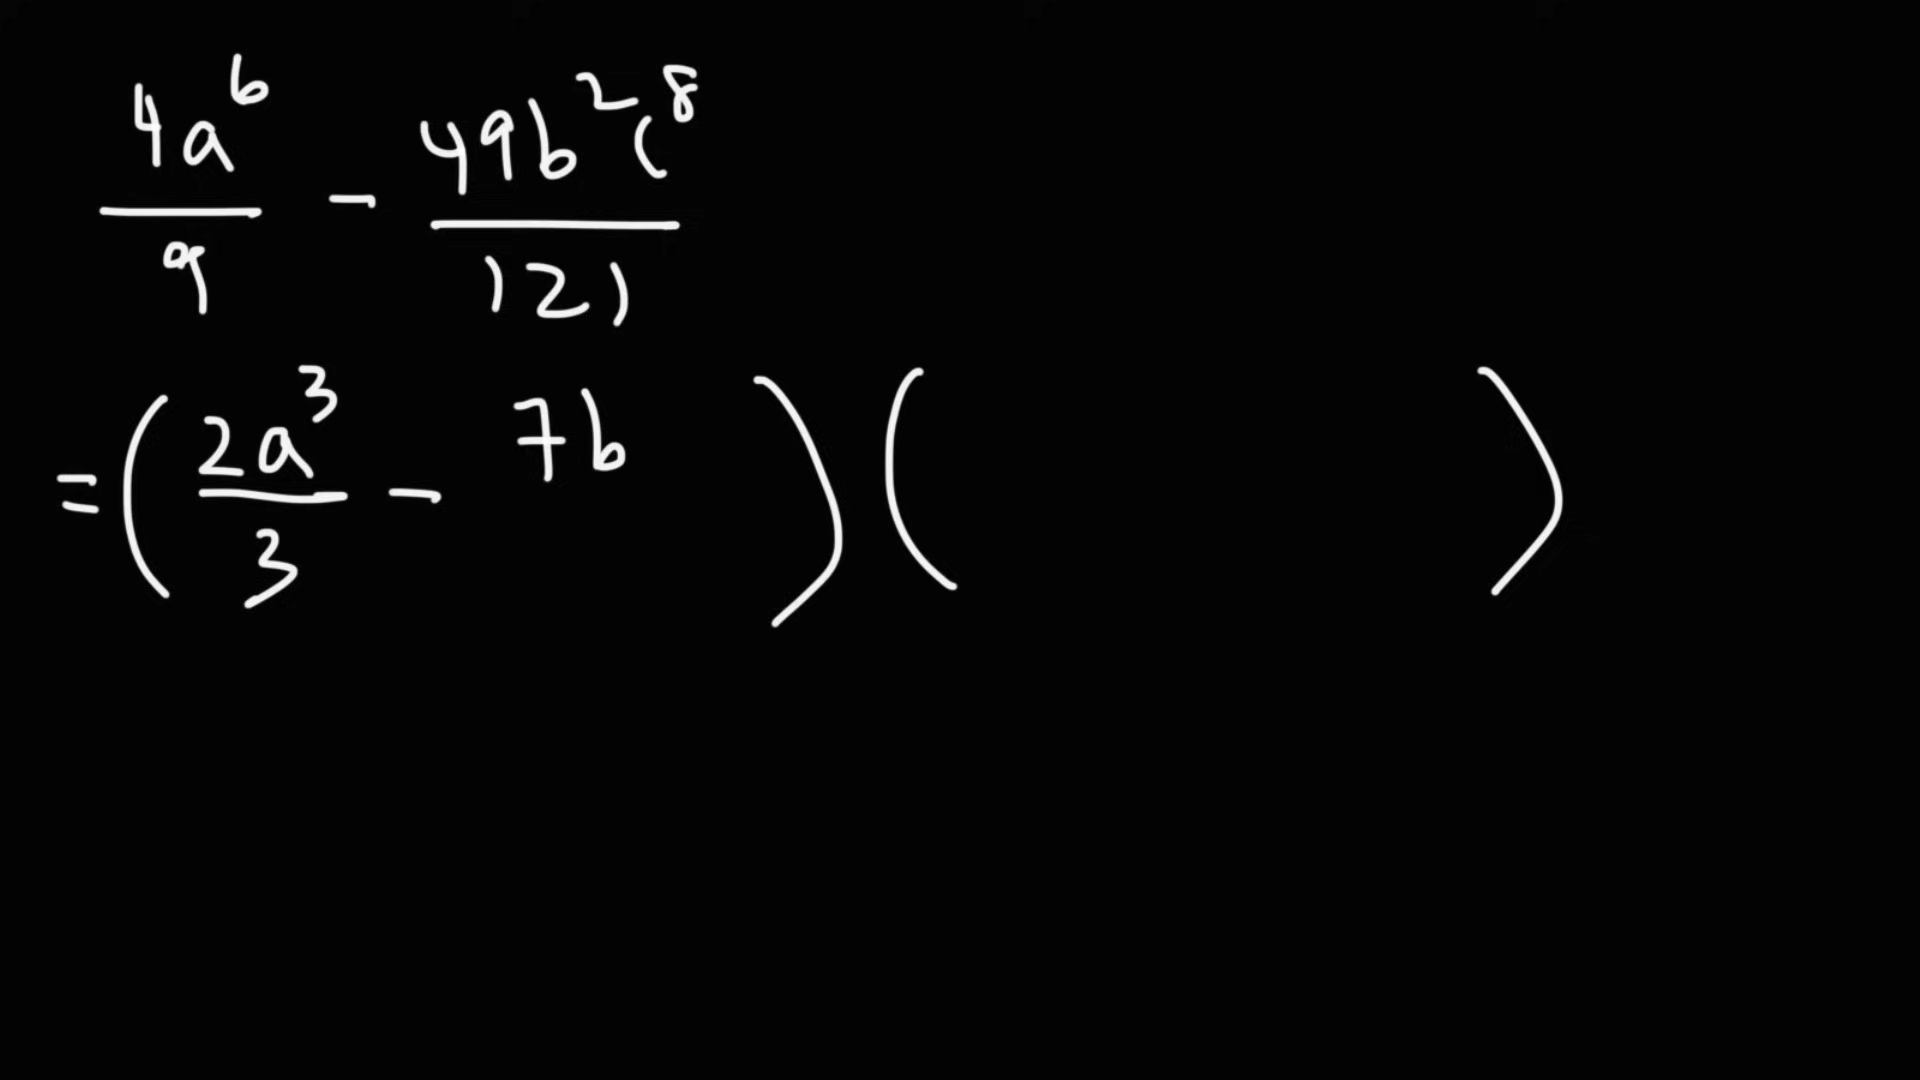 4a^6/9 - 49b^2c^8/121
= (2a^3/3 - 7b )( )